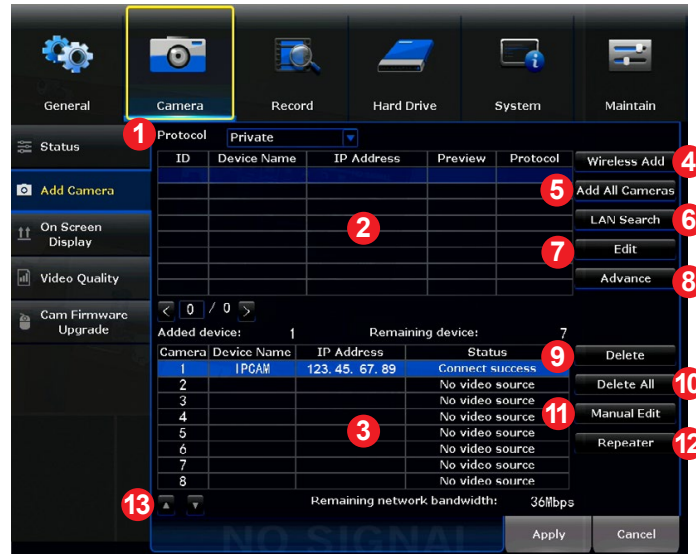 General Camera Record Hard Drive System Maintain
1 Protocol Private
Status
ID Device Name IP Address Preview Protocol Wireless Add 4
Add Camera
5 Add All Cameras
2 LAN Search 6
On Screen Display
7 Edit
Video Quality
Advance 8
Cam Firmware Upgrade
< 0 / 0 >
Added device: 1 Remaining device: 7
Camera Device Name IP Address Status 9 Delete
1 IPCAM 123. 45. 67. 89 Connect success
2 No video source Delete All 10
3 No video source
4 No video source 11 Manual Edit
5 No video source
3
6 No video source Repeater 12
7 No video source
8 No video source
13 ▲ ▼ Remaining network bandwidth: 36Mbps
NO SIGNAL
Apply Cancel